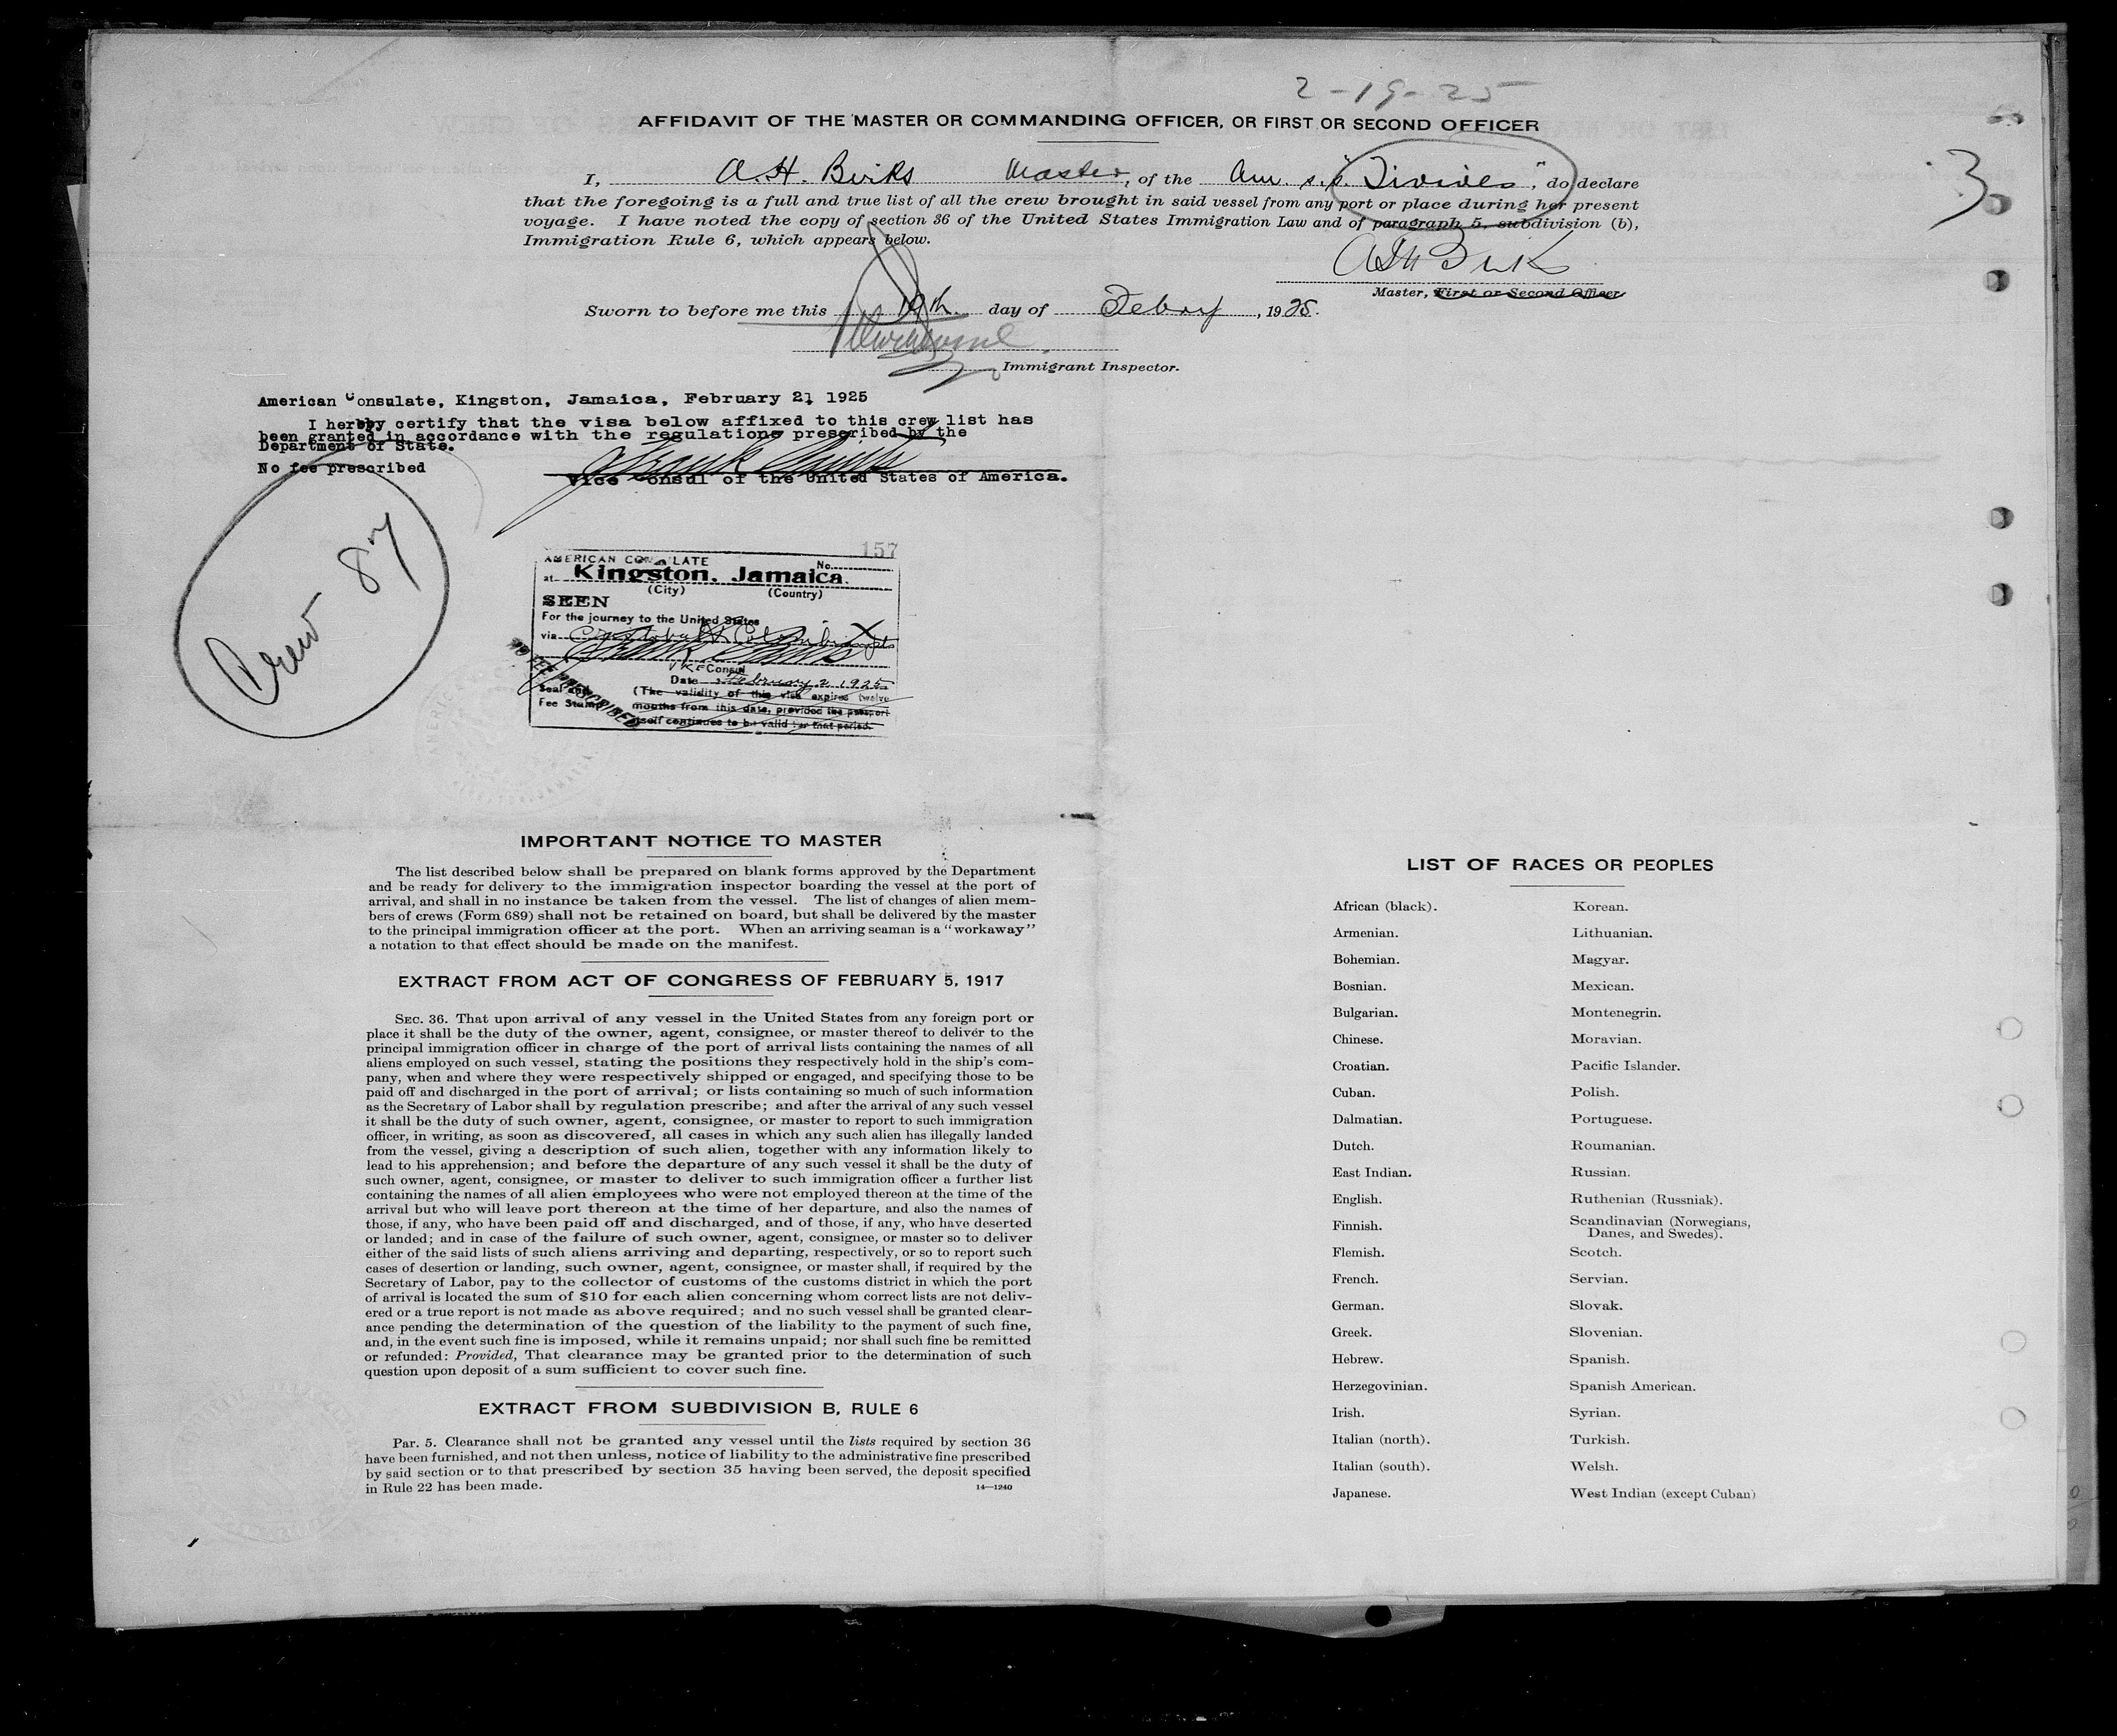 2-19-25
AFFIDAVIT OF THE MASTER OR COMMANDING OFFICER, OR FIRST OR SECOND OFFICER
3
I, A. H. Birks Master, of the Am. s.s. "Tivives", do declare
that the foregoing is a full and true list of all the crew brought in said vessel from any port or place during her present
voyage. I have noted the copy of section 36 of the United States Immigration Law and of paragraph 5, subdivision (b),
Immigration Rule 6, which appears below.
A H Birks
Master, First or Second Officer
Sworn to before me this 19th day of Febry, 1925.
Immigrant Inspector.
American Consulate, Kingston, Jamaica, February 21 1925
I hereby certify that the visa below affixed to this crew list has
been granted in accordance with the regulations prescribed by the
Department of State.
No fee prescribed
Vice Consul of the United States of America.
Crew 87
157
AMERICAN CONSULATE No.
at Kingston, Jamaica.
(City) (Country)
SEEN
For the journey to the United States
via Cristobal & Colombian
Consul
Date February 2 1925
NO FEE PRESCRIBED
Seal and
Fee Stamp
(The validity of this visa expires twelve
months from this date, provided the passport
itself continues to be valid for that period.
IMPORTANT NOTICE TO MASTER
The list described below shall be prepared on blank forms approved by the Department
and be ready for delivery to the immigration inspector boarding the vessel at the port of
arrival, and shall in no instance be taken from the vessel. The list of changes of alien mem-
bers of crews (Form 689) shall not be retained on board, but shall be delivered by the master
to the principal immigration officer at the port. When an arriving seaman is a "workaway"
a notation to that effect should be made on the manifest.
EXTRACT FROM ACT OF CONGRESS OF FEBRUARY 5, 1917
SEC. 36. That upon arrival of any vessel in the United States from any foreign port or
place it shall be the duty of the owner, agent, consignee, or master thereof to deliver to the
principal immigration officer in charge of the port of arrival lists containing the names of all
aliens employed on such vessel, stating the positions they respectively hold in the ship's com-
pany, when and where they were respectively shipped or engaged, and specifying those to be
paid off and discharged in the port of arrival; or lists containing so much of such information
as the Secretary of Labor shall by regulation prescribe; and after the arrival of any such vessel
it shall be the duty of such owner, agent, consignee, or master to report to such immigration
officer, in writing, as soon as discovered, all cases in which any such alien has illegally landed
from the vessel, giving a description of such alien, together with any information likely to
lead to his apprehension; and before the departure of any such vessel it shall be the duty of
such owner, agent, consignee, or master to deliver to such immigration officer a further list
containing the names of all alien employees who were not employed thereon at the time of the
arrival but who will leave port thereon at the time of her departure, and also the names of
those, if any, who have been paid off and discharged, and of those, if any, who have deserted
or landed; and in case of the failure of such owner, agent, consignee, or master so to deliver
either of the said lists of such aliens arriving and departing, respectively, or so to report such
cases of desertion or landing, such owner, agent, consignee, or master shall, if required by the
Secretary of Labor, pay to the collector of customs of the customs district in which the port
of arrival is located the sum of $10 for each alien concerning whom correct lists are not deliv-
ered or a true report is not made as above required; and no such vessel shall be granted clear-
ance pending the determination of the question of the liability to the payment of such fine,
and, in the event such fine is imposed, while it remains unpaid; nor shall such fine be remitted
or refunded: Provided, That clearance may be granted prior to the determination of such
question upon deposit of a sum sufficient to cover such fine.
EXTRACT FROM SUBDIVISION B, RULE 6
Par. 5. Clearance shall not be granted any vessel until the lists required by section 36
have been furnished, and not then unless, notice of liability to the administrative fine prescribed
by said section or to that prescribed by section 35 having been served, the deposit specified
in Rule 22 has been made.
14—1240
LIST OF RACES OR PEOPLES
African (black). Korean.
Armenian. Lithuanian.
Bohemian. Magyar.
Bosnian. Mexican.
Bulgarian. Montenegrin.
Chinese. Moravian.
Croatian. Pacific Islander.
Cuban. Polish.
Dalmatian. Portuguese.
Dutch. Roumanian.
East Indian. Russian.
English. Ruthenian (Russniak).
Finnish. Scandinavian (Norwegians,
Danes, and Swedes).
Flemish. Scotch.
French. Servian.
German. Slovak.
Greek. Slovenian.
Hebrew. Spanish.
Herzegovinian. Spanish American.
Irish. Syrian.
Italian (north). Turkish.
Italian (south). Welsh.
Japanese. West Indian (except Cuban)